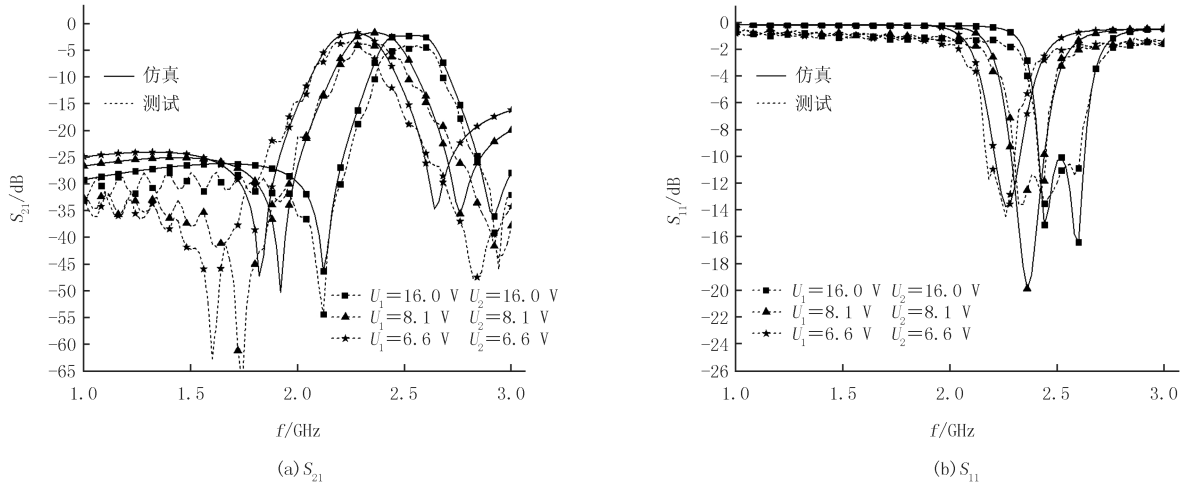 0
−5
−10
−15
−20
−25
−30
−35
−40
−45
−50
−55
−60
−65
S₂₁/dB
仿真
测试
U₁=16.0 V U₂=16.0 V
U₁=8.1 V U₂=8.1 V
U₁=6.6 V U₂=6.6 V
1.0 1.5 2.0 2.5 3.0
f/GHz
(a) S₂₁
0
−2
−4
−6
−8
−10
−12
−14
−16
−18
−20
−22
−24
−26
S₁₁/dB
仿真
测试
U₁=16.0 V U₂=16.0 V
U₁=8.1 V U₂=8.1 V
U₁=6.6 V U₂=6.6 V
1.0 1.5 2.0 2.5 3.0
f/GHz
(b) S₁₁